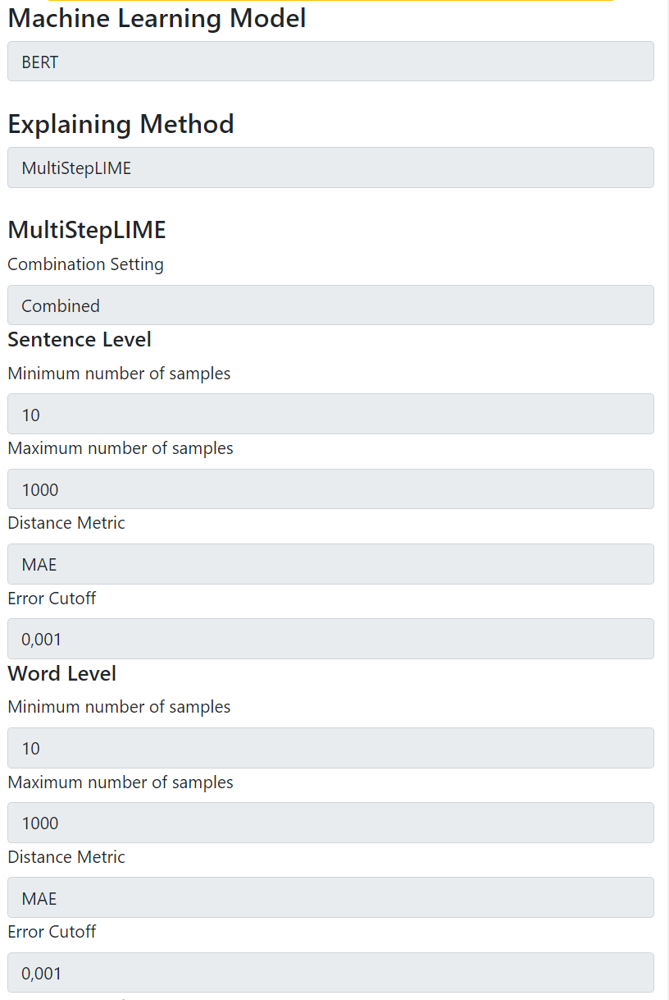 Machine Learning Model
BERT
Explaining Method
MultiStepLIME
MultiStepLIME
Combination Setting
Combined
Sentence Level
Minimum number of samples
10
Maximum number of samples
1000
Distance Metric
MAE
Error Cutoff
0,001
Word Level
Minimum number of samples
10
Maximum number of samples
1000
Distance Metric
MAE
Error Cutoff
0,001